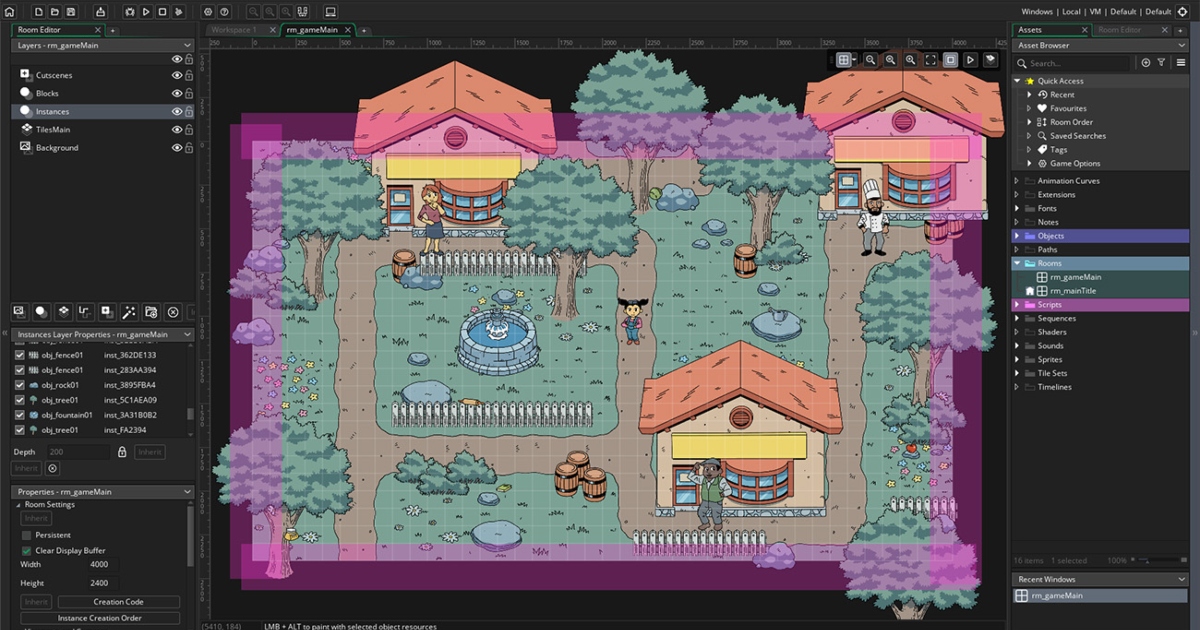 Windows | Local | VM | Default | Default
Room Editor
Layers - rm_gameMain
Cutscenes
Blocks
Instances
TilesMain
Background
Instances Layer Properties - rm_gameMain
obj_fence01 inst_362DE133
obj_fence01 inst_283AA394
obj_rock01 inst_3895FBA4
obj_tree01 inst_5C1AEA09
obj_fountain01 inst_3A31B0B2
obj_tree01 inst_FA2394
Depth 200 Inherit
Inherit
Properties - rm_gameMain
Room Settings
Inherit
Persistent
Clear Display Buffer
Width 4000
Height 2400
Inherit Creation Code
Instance Creation Order
Workspace 1
rm_gameMain
(5410, 184) LMB + ALT to paint with selected object resources
Assets
Room Editor
Asset Browser
Search...
Quick Access
Recent
Favourites
Room Order
Saved Searches
Tags
Game Options
Animation Curves
Extensions
Fonts
Notes
Objects
Paths
Rooms
rm_gameMain
rm_mainTitle
Scripts
Sequences
Shaders
Sounds
Sprites
Tile Sets
Timelines
16 items 1 selected 100%
Recent Windows
rm_gameMain